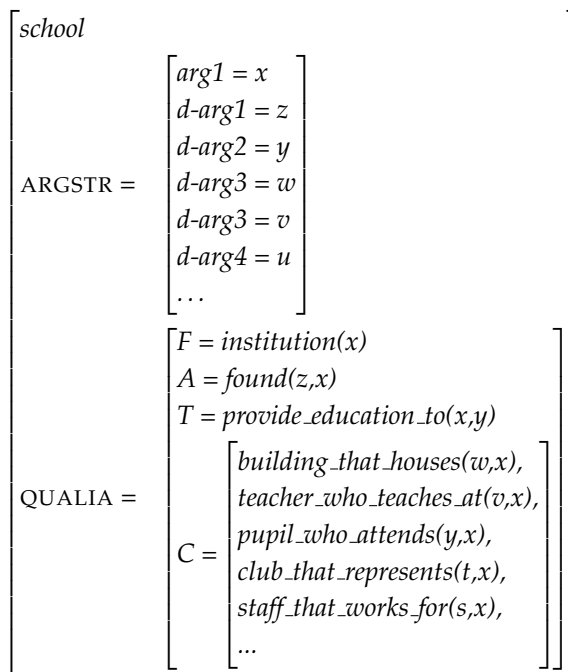 school
ARGSTR =
arg1 = x
d-arg1 = z
d-arg2 = y
d-arg3 = w
d-arg3 = v
d-arg4 = u
. . .
QUALIA =
F = institution(x)
A = found(z,x)
T = provide_education_to(x,y)
C =
building_that_houses(w,x),
teacher_who_teaches_at(v,x),
pupil_who_attends(y,x),
club_that_represents(t,x),
staff_that_works_for(s,x),
...